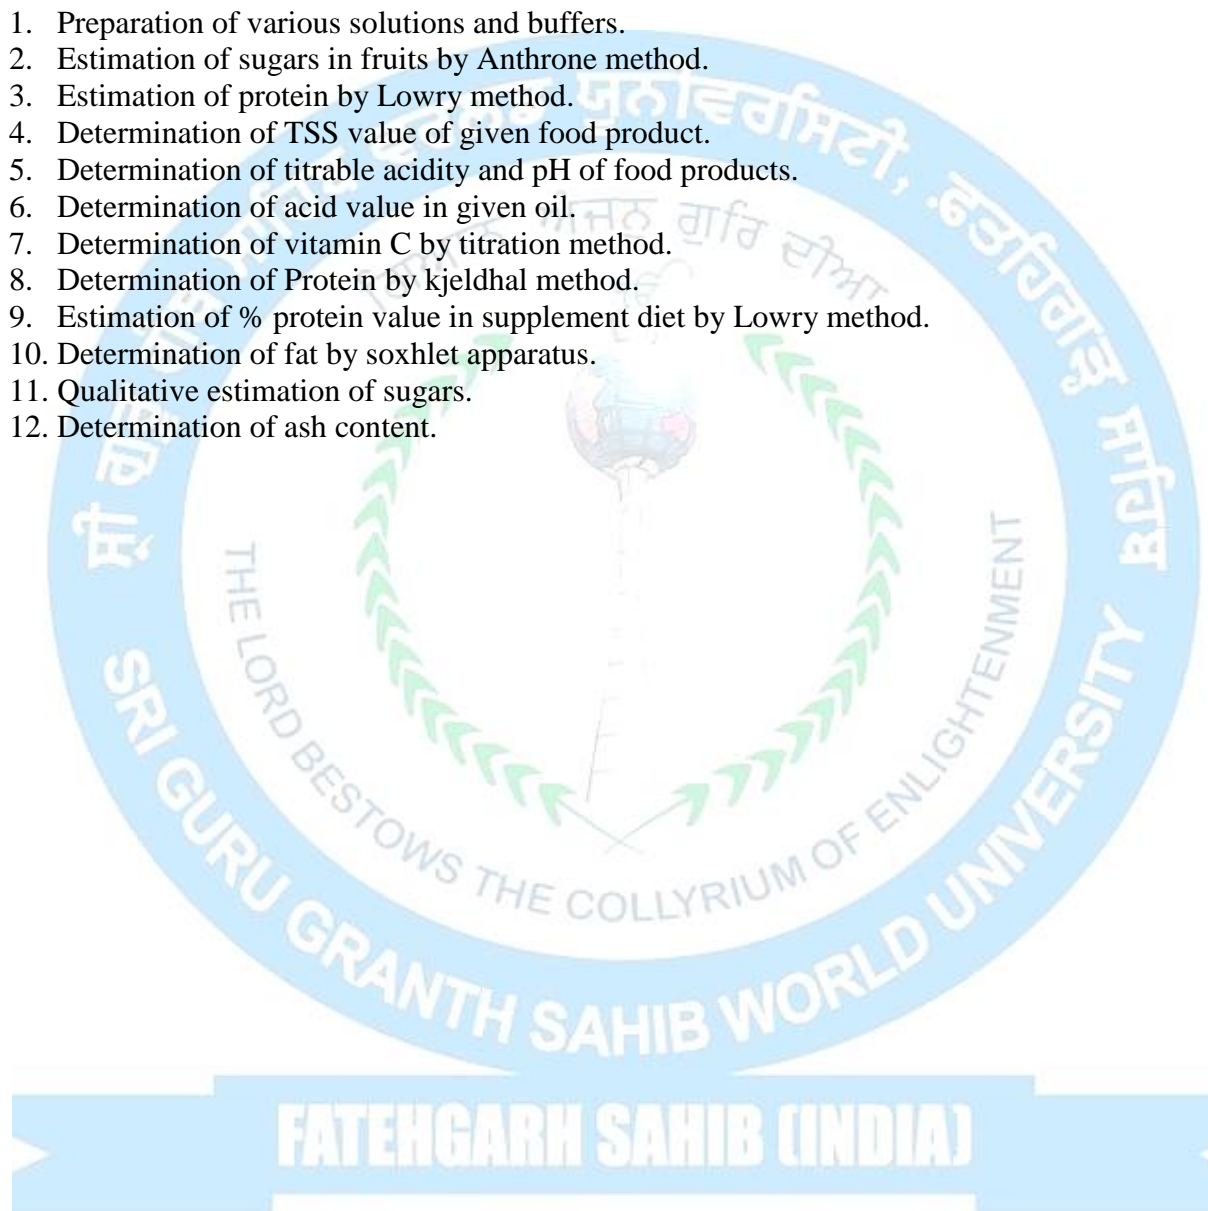 1. Preparation of various solutions and buffers.
2. Estimation of sugars in fruits by Anthrone method.
3. Estimation of protein by Lowry method.
4. Determination of TSS value of given food product.
5. Determination of titrable acidity and pH of food products.
6. Determination of acid value in given oil.
7. Determination of vitamin C by titration method.
8. Determination of Protein by kjeldhal method.
9. Estimation of % protein value in supplement diet by Lowry method.
10. Determination of fat by soxhlet apparatus.
11. Qualitative estimation of sugars.
12. Determination of ash content.
ਸ੍ਰੀ ਯੂਨੀਵਰਸਿਟੀ, ਫ਼ਤਹਿਗੜ੍ਹ ਸਾਹਿਬ
ਗਿਆਨ ਅੰਜਨੁ ਗੁਰਿ ਦੀਆ
THE LORD BESTOWS THE COLLYRIUM OF ENLIGHTENMENT
SRI GURU GRANTH SAHIB WORLD UNIVERSITY
FATEHGARH SAHIB (INDIA)